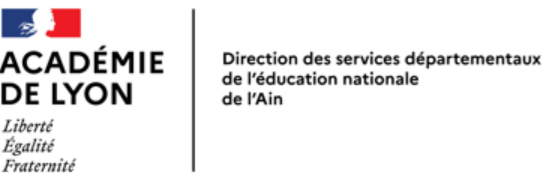 ACADÉMIE
DE LYON
Liberté
Égalité
Fraternité
Direction des services départementaux
de l'éducation nationale
de l'Ain